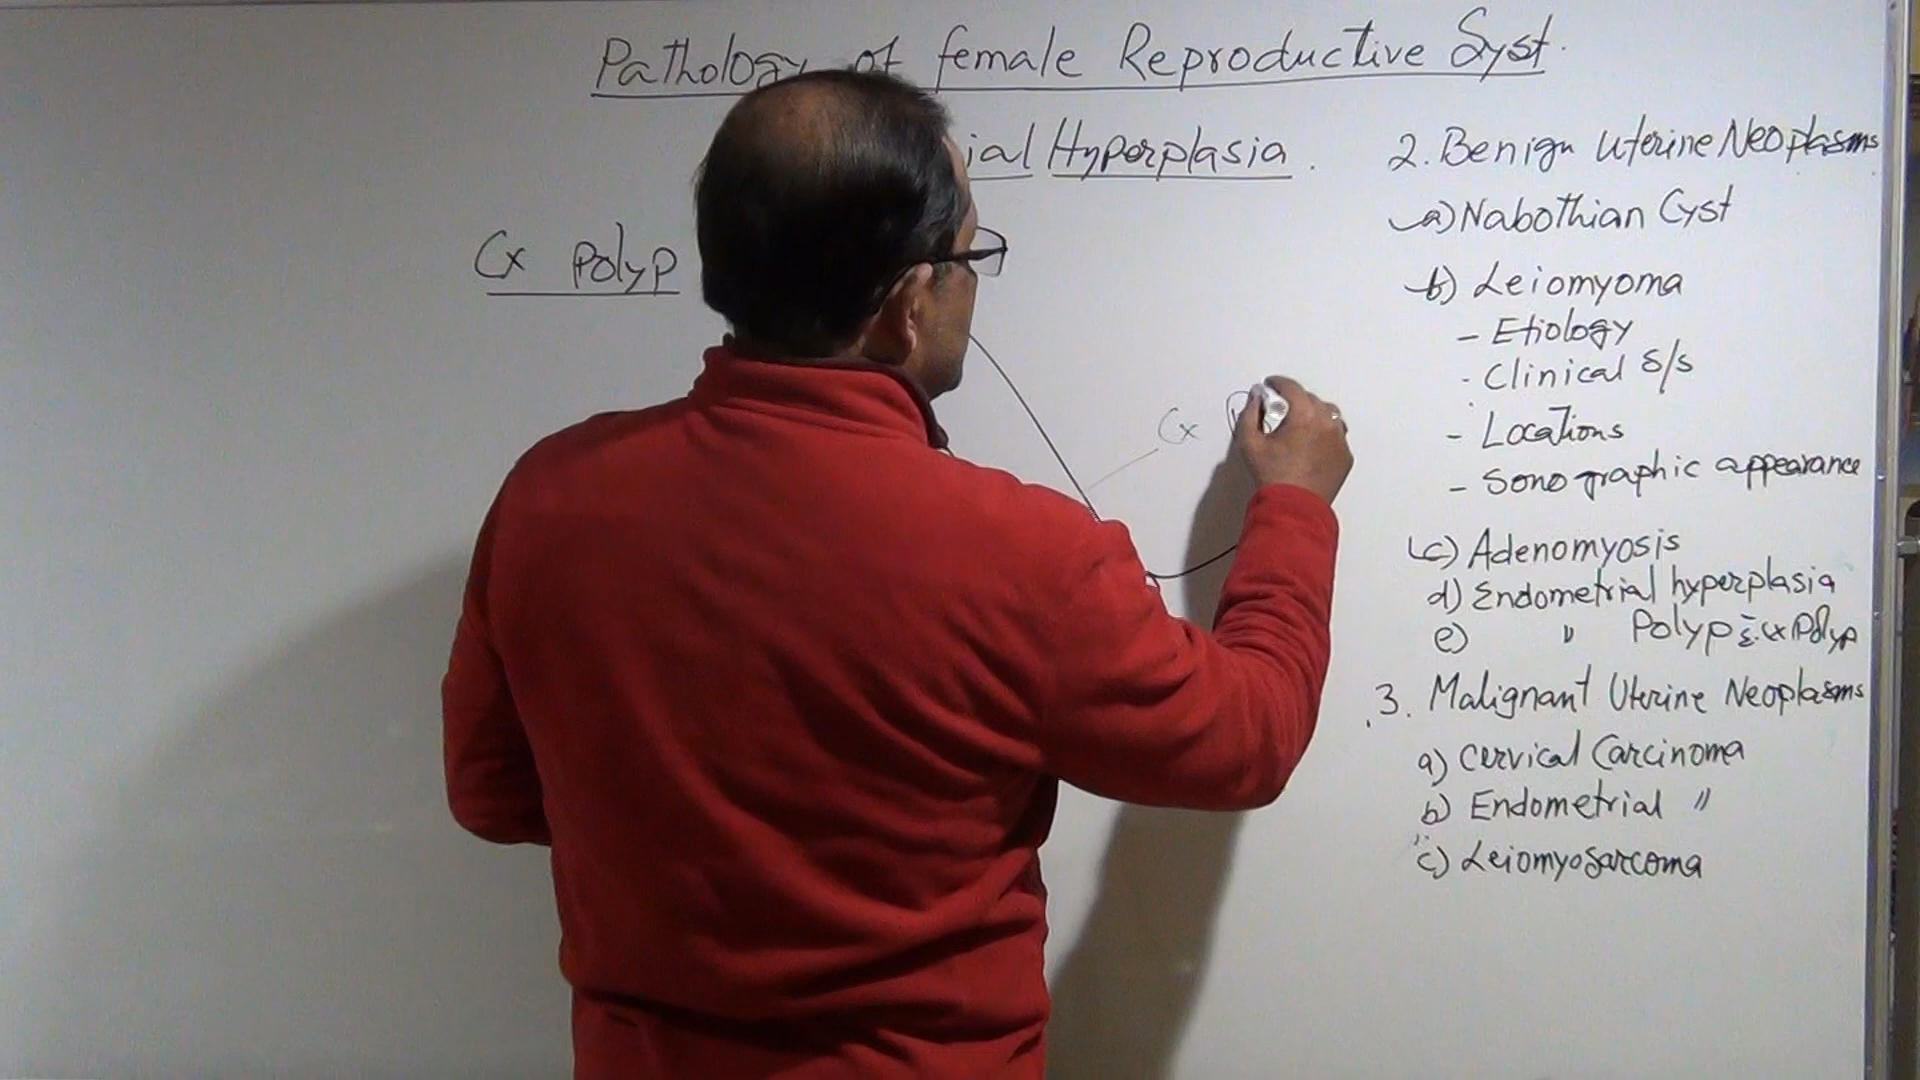 Pathology of female Reproductive Syst.
ial Hyperplasia.
Cx Polyp
Cx P
2. Benign Uterine Neoplasms
a) Nabothian Cyst
b) Leiomyoma
- Etiology
- Clinical S/S
- Locations
- Sonographic appearance
c) Adenomyosis
d) Endometrial hyperplasia
e) " Polyp & Cx Polyp
3. Malignant Uterine Neoplasms
a) Cervical Carcinoma
b) Endometrial "
c) Leiomyosarcoma